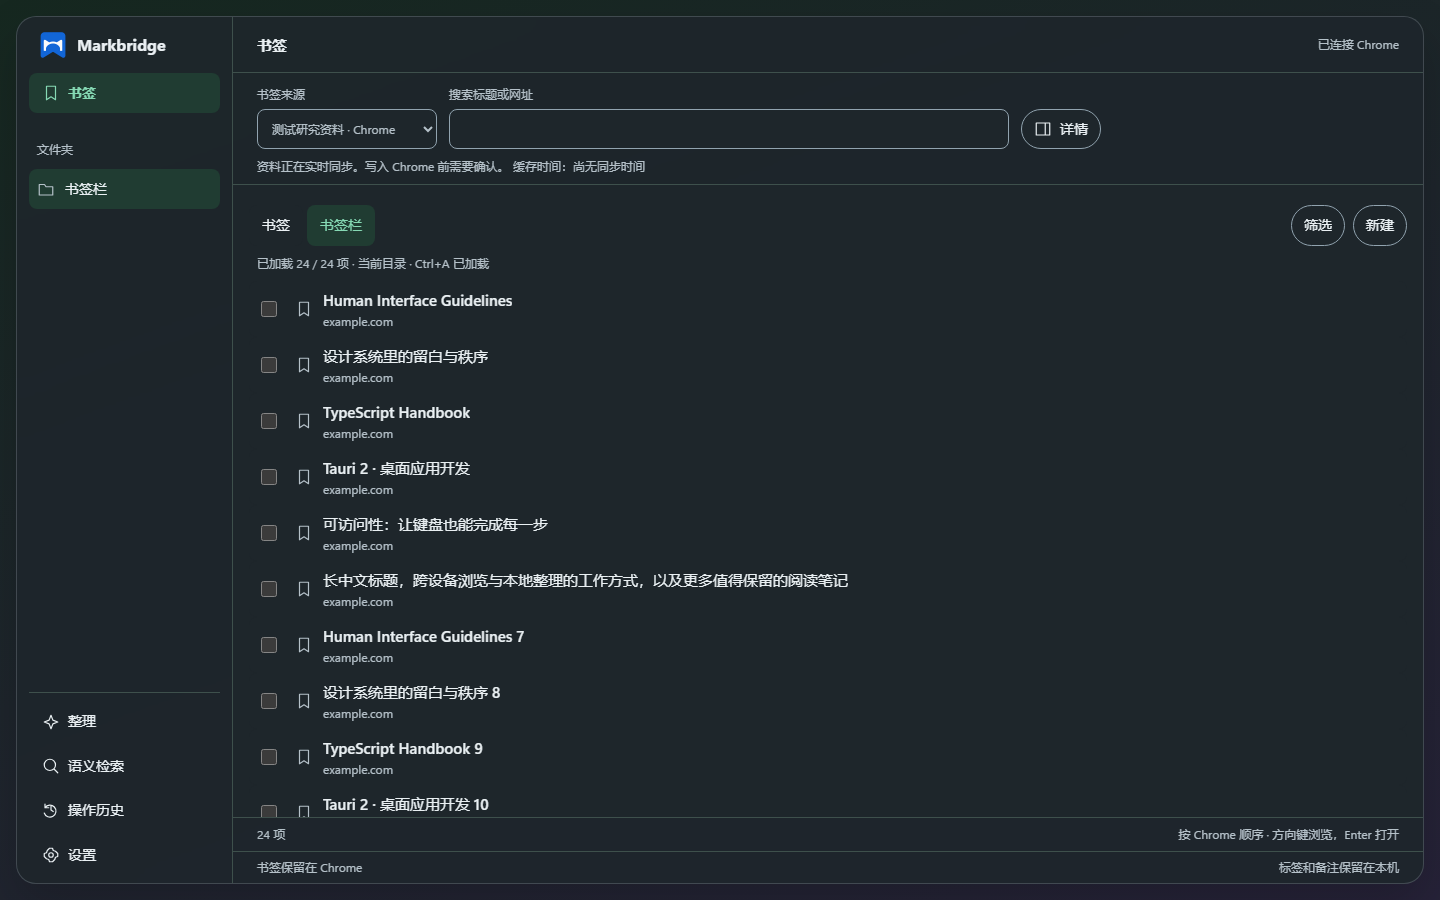 Markbridge
书签
文件夹
书签栏
整理
语义检索
操作历史
设置
书签
已连接 Chrome
书签来源
搜索标题或网址
测试研究资料 · Chrome
详情
资料正在实时同步。写入 Chrome 前需要确认。 缓存时间：尚无同步时间
书签
书签栏
筛选
新建
已加载 24 / 24 项 · 当前目录 · Ctrl+A 已加载
Human Interface Guidelines
example.com
设计系统里的留白与秩序
example.com
TypeScript Handbook
example.com
Tauri 2 · 桌面应用开发
example.com
可访问性：让键盘也能完成每一步
example.com
长中文标题，跨设备浏览与本地整理的工作方式，以及更多值得保留的阅读笔记
example.com
Human Interface Guidelines 7
example.com
设计系统里的留白与秩序 8
example.com
TypeScript Handbook 9
example.com
Tauri 2 · 桌面应用开发 10
24 项
按 Chrome 顺序 · 方向键浏览，Enter 打开
书签保留在 Chrome
标签和备注保留在本机